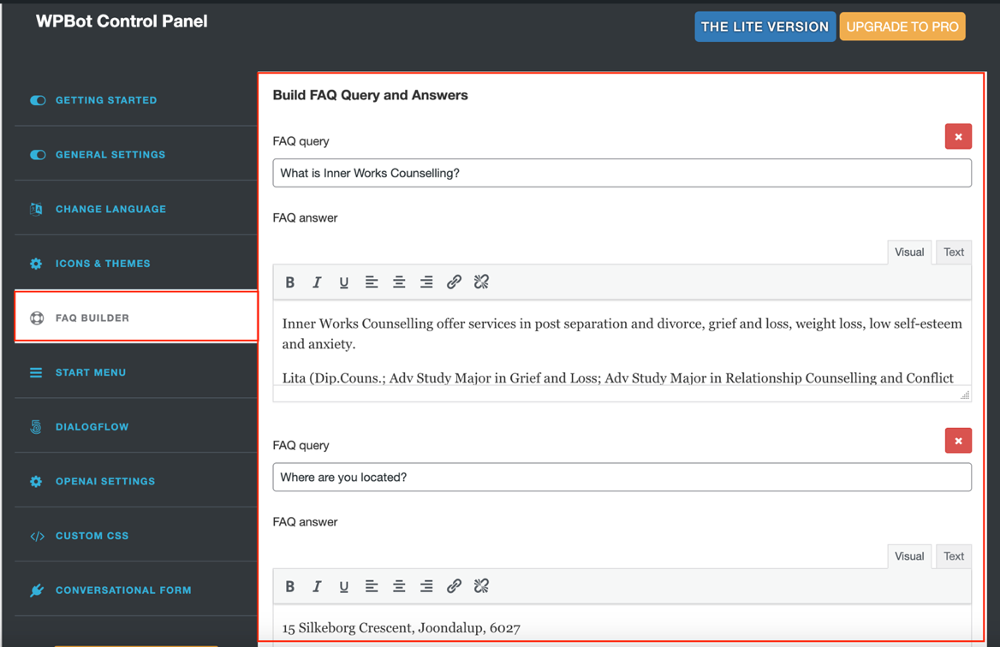 WPBot Control Panel
THE LITE VERSION
UPGRADE TO PRO
GETTING STARTED
GENERAL SETTINGS
CHANGE LANGUAGE
ICONS & THEMES
FAQ BUILDER
START MENU
DIALOGFLOW
OPENAI SETTINGS
CUSTOM CSS
CONVERSATIONAL FORM
Build FAQ Query and Answers
FAQ query
What is Inner Works Counselling?
FAQ answer
Visual
Text
B I U
Inner Works Counselling offer services in post separation and divorce, grief and loss, weight loss, low self-esteem
and anxiety.
Lita (Dip.Couns.; Adv Study Major in Grief and Loss; Adv Study Major in Relationship Counselling and Conflict
FAQ query
Where are you located?
FAQ answer
Visual
Text
B I U
15 Silkeborg Crescent, Joondalup, 6027